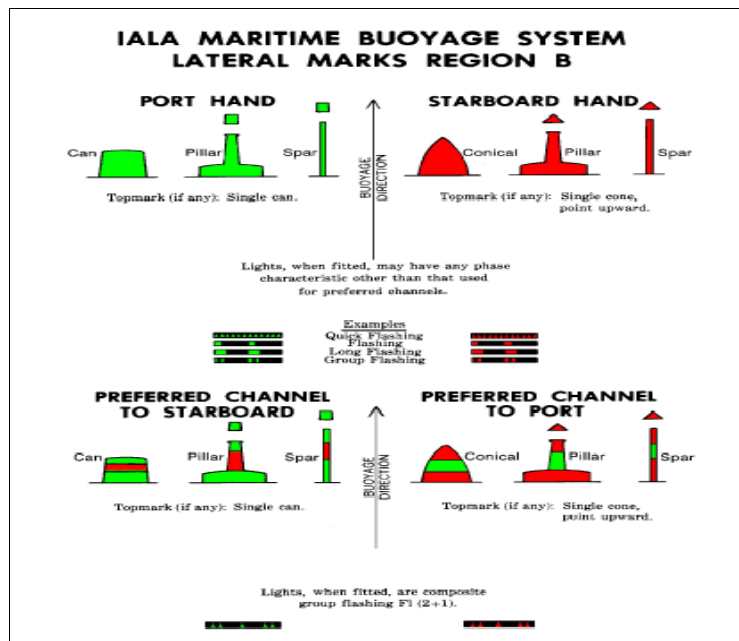 IALA MARITIME BUOYAGE SYSTEM
LATERAL MARKS REGION B
PORT HAND
Can
Pillar
Spar
Topmark (if any): Single can.
BUOYAGE
DIRECTION
STARBOARD HAND
Conical
Pillar
Spar
Topmark (if any): Single cone,
point upward.
Lights, when fitted, may have any phase
characteristic other than that used
for preferred channels.
Examples
Quick Flashing
Flashing
Long Flashing
Group Flashing
PREFERRED CHANNEL
TO STARBOARD
Can
Pillar
Spar
Topmark (if any): Single can.
BUOYAGE
DIRECTION
PREFERRED CHANNEL
TO PORT
Conical
Pillar
Spar
Topmark (if any): Single cone,
point upward.
Lights, when fitted, are composite
group flashing Fl (2+1).